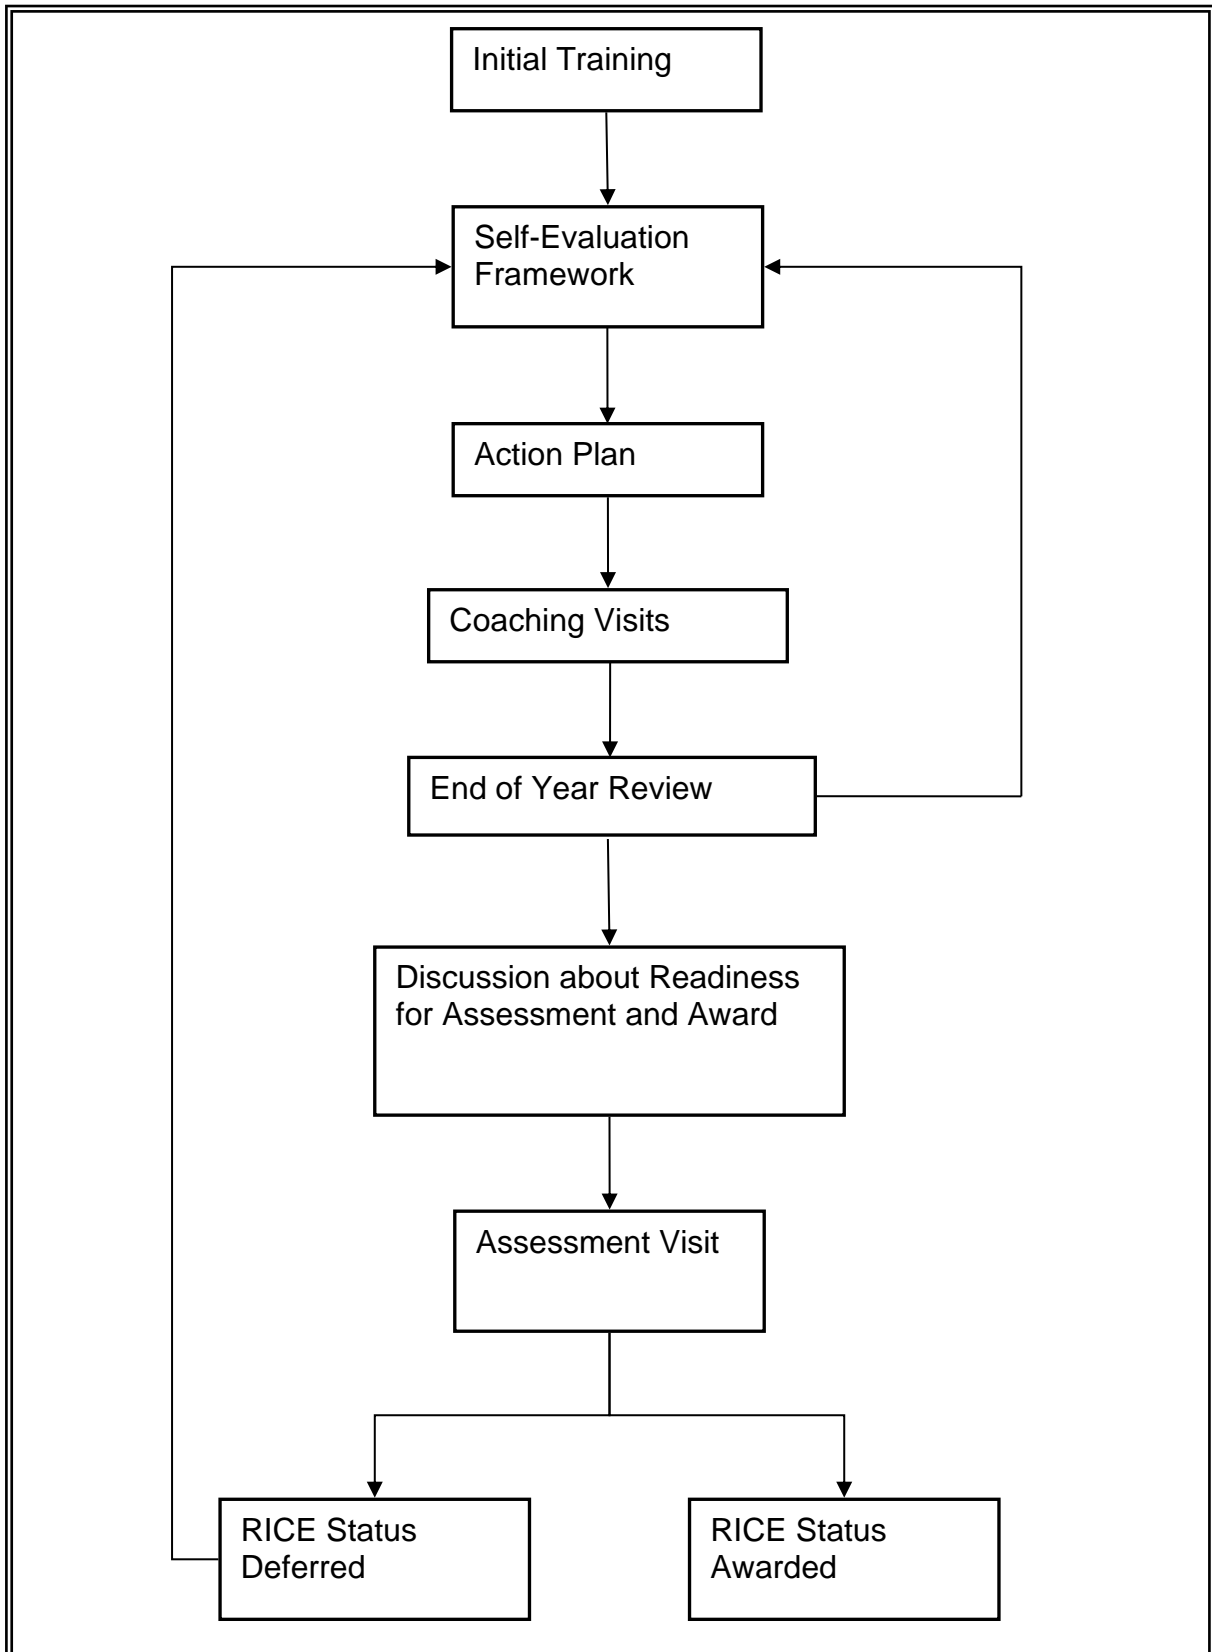 Initial Training
Self-Evaluation
Framework
Action Plan
Coaching Visits
End of Year Review
Discussion about Readiness
for Assessment and Award
Assessment Visit
RICE Status
Deferred
RICE Status
Awarded